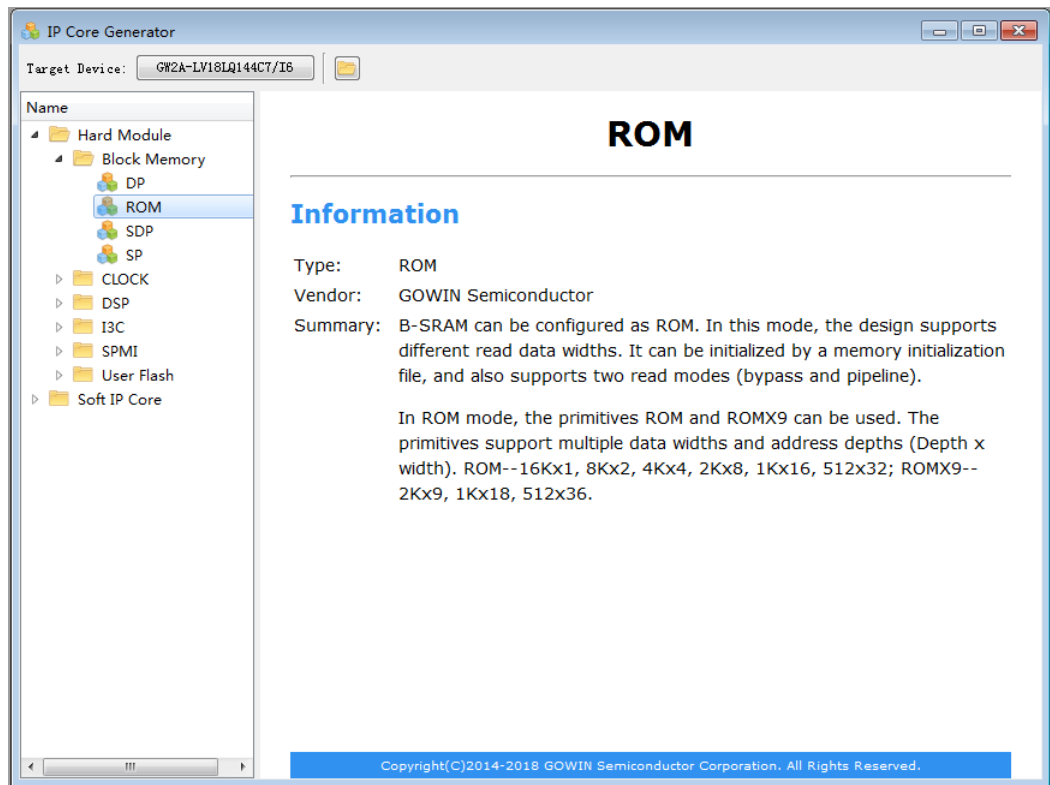 IP Core Generator
Target Device: GW2A-LV18LQ144C7/I6
Name
Hard Module
Block Memory
DP
ROM
SDP
SP
CLOCK
DSP
I3C
SPMI
User Flash
Soft IP Core
ROM
Information
Type: ROM
Vendor: GOWIN Semiconductor
Summary: B-SRAM can be configured as ROM. In this mode, the design supports
different read data widths. It can be initialized by a memory initialization
file, and also supports two read modes (bypass and pipeline).
In ROM mode, the primitives ROM and ROMX9 can be used. The
primitives support multiple data widths and address depths (Depth x
width). ROM--16Kx1, 8Kx2, 4Kx4, 2Kx8, 1Kx16, 512x32; ROMX9--
2Kx9, 1Kx18, 512x36.
Copyright(C)2014-2018 GOWIN Semiconductor Corporation. All Rights Reserved.